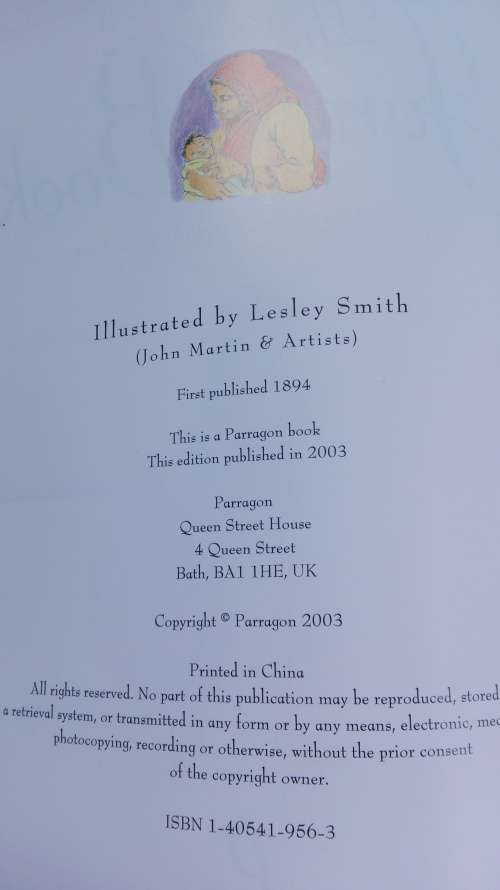 Illustrated by Lesley Smith
(John Martin & Artists)
First published 1894
This is a Parragon book
This edition published in 2003
Parragon
Queen Street House
4 Queen Street
Bath, BA1 1HE, UK
Copyright © Parragon 2003
Printed in China
All rights reserved. No part of this publication may be reproduced, stored
a retrieval system, or transmitted in any form or by any means, electronic, mec
photocopying, recording or otherwise, without the prior consent
of the copyright owner.
ISBN 1-40541-956-3